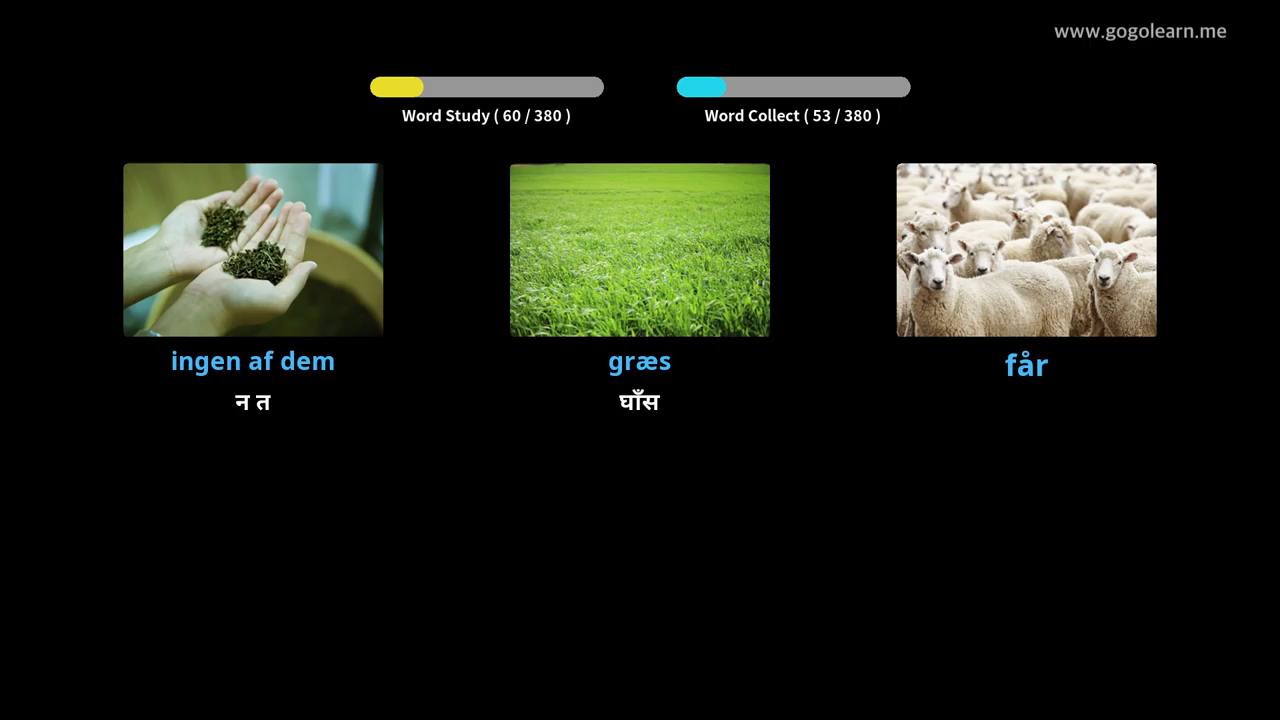 www.gogolearn.me
Word Study ( 60 / 380 )
Word Collect ( 53 / 380 )
ingen af dem
न त
græs
घाँस
får